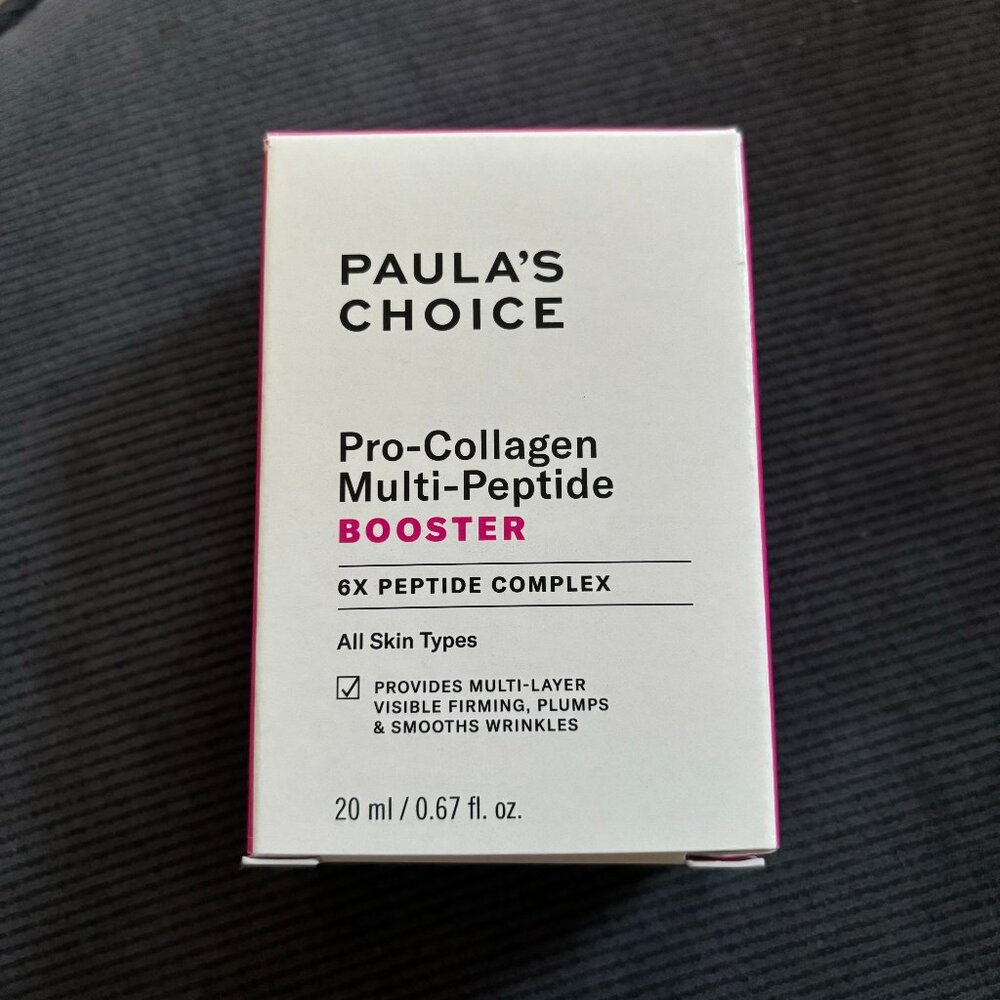 PAULA'S
CHOICE
Pro-Collagen
Multi-Peptide
BOOSTER
6X PEPTIDE COMPLEX
All Skin Types
☑ PROVIDES MULTI-LAYER
VISIBLE FIRMING, PLUMPS
& SMOOTHS WRINKLES
20 ml / 0.67 fl. oz.